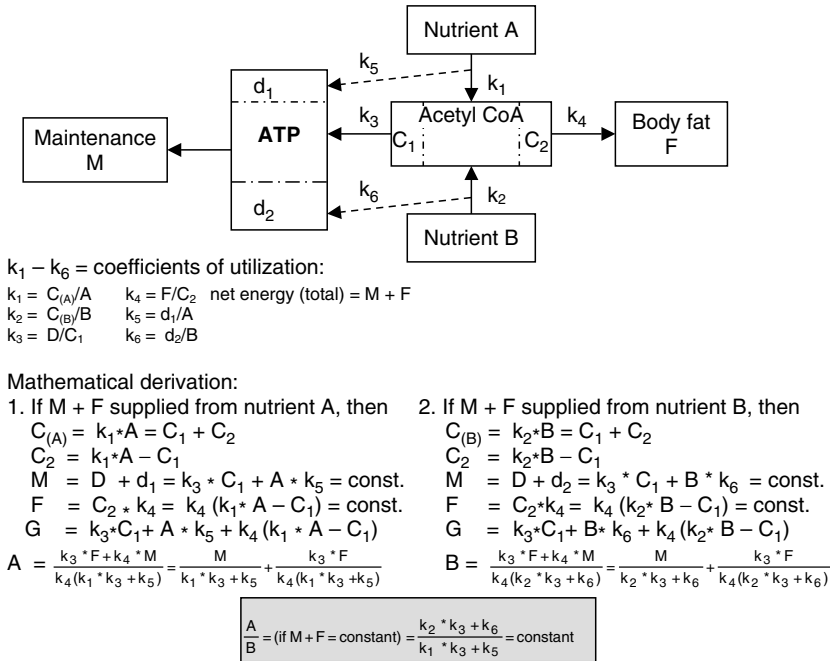 Nutrient A
k₅
k₁
d₁
ATP
k₃
Acetyl CoA
C₁
C₂
k₄
Body fat
F
Maintenance
M
d₂
k₆
k₂
Nutrient B
k₁ – k₆ = coefficients of utilization:
k₁ = C₍A₎/A k₄ = F/C₂ net energy (total) = M + F
k₂ = C₍B₎/B k₅ = d₁/A
k₃ = D/C₁ k₆ = d₂/B
Mathematical derivation:
1. If M + F supplied from nutrient A, then
C₍A₎ = k₁*A = C₁ + C₂
C₂ = k₁*A – C₁
M = D + d₁ = k₃ * C₁ + A * k₅ = const.
F = C₂ * k₄ = k₄ (k₁* A – C₁) = const.
G = k₃*C₁+ A * k₅ + k₄ (k₁ * A – C₁)
A = (k₃ * F + k₄ * M)/(k₄(k₁ * k₃ + k₅)) = M/(k₁ * k₃ + k₅) + (k₃ * F)/(k₄(k₁ * k₃ + k₅))
2. If M + F supplied from nutrient B, then
C₍B₎ = k₂*B = C₁ + C₂
C₂ = k₂*B – C₁
M = D + d₂ = k₃ * C₁ + B * k₆ = const.
F = C₂*k₄ = k₄ (k₂* B – C₁) = const.
G = k₃*C₁+ B* k₆ + k₄ (k₂* B – C₁)
B = (k₃ * F + k₄ * M)/(k₄(k₂ * k₃ + k₆)) = M/(k₂ * k₃ + k₆) + (k₃ * F)/(k₄(k₂ * k₃ + k₆))
A/B = (if M + F = constant) = (k₂ * k₃ + k₆)/(k₁ * k₃ + k₅) = constant